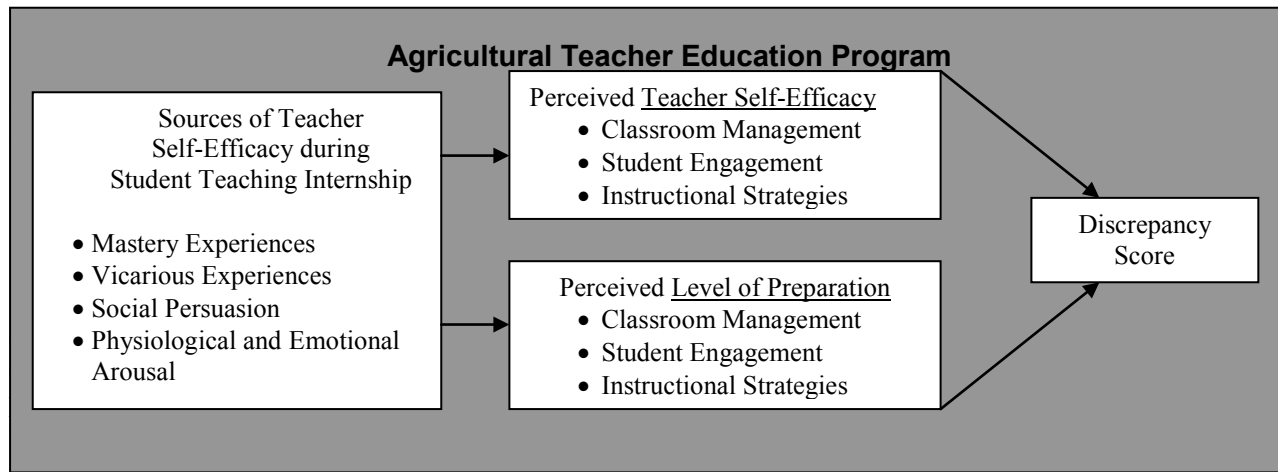 Agricultural Teacher Education Program
Sources of Teacher
Self-Efficacy during
Student Teaching Internship
• Mastery Experiences
• Vicarious Experiences
• Social Persuasion
• Physiological and Emotional
Arousal
Perceived Teacher Self-Efficacy
• Classroom Management
• Student Engagement
• Instructional Strategies
Perceived Level of Preparation
• Classroom Management
• Student Engagement
• Instructional Strategies
Discrepancy
Score